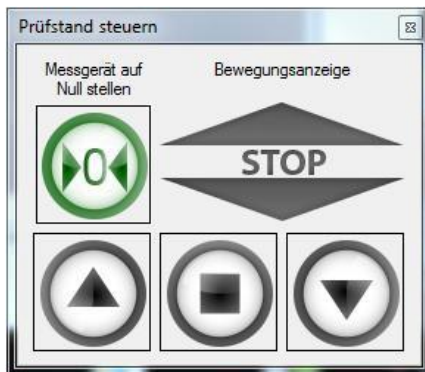 Prüfstand steuern
Messgerät auf
Null stellen
Bewegungsanzeige
0
STOP